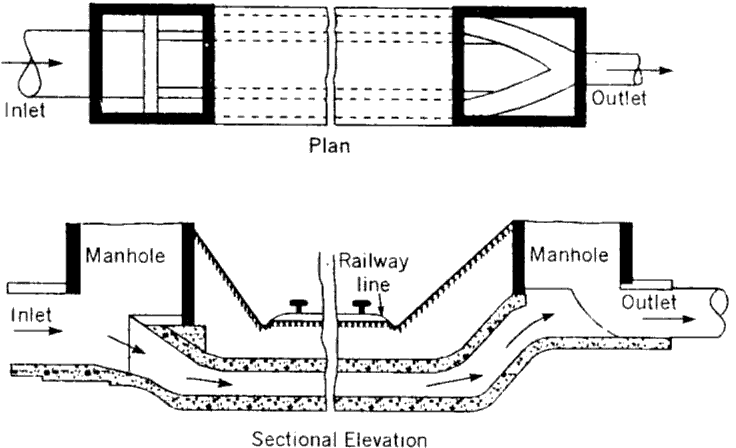 Inlet
Outlet
Plan
Manhole
Railway
line
Manhole
Inlet
Outlet
Sectional Elevation